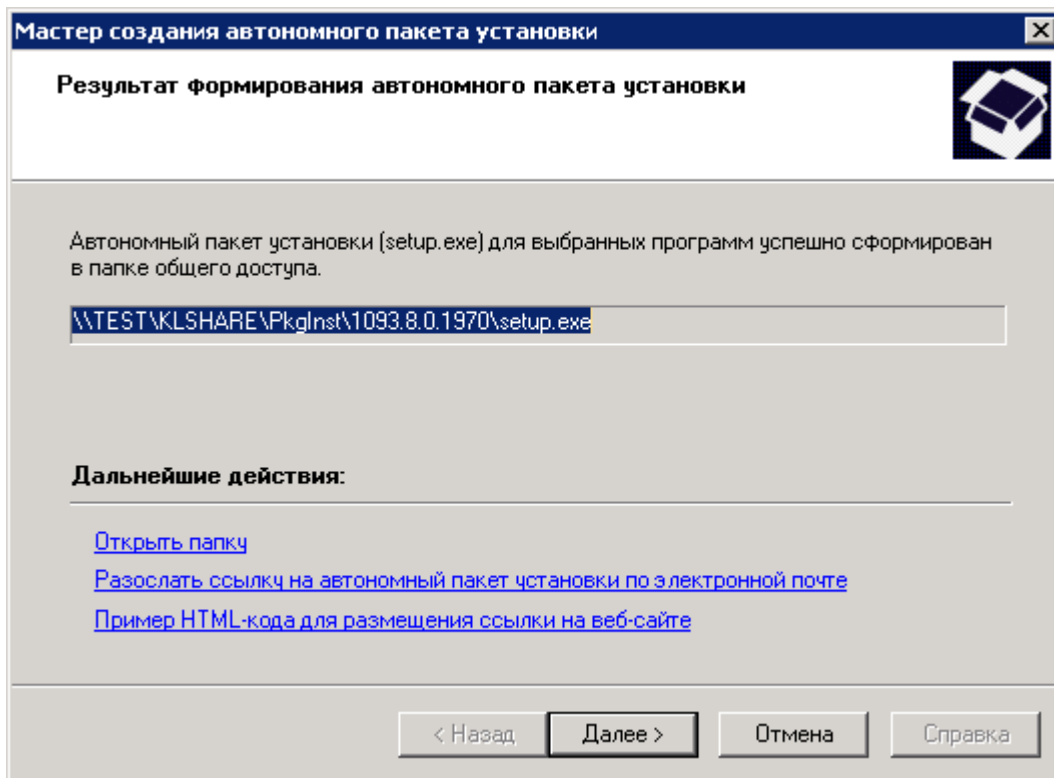 Мастер создания автономного пакета установки
Результат формирования автономного пакета установки
Автономный пакет установки (setup.exe) для выбранных программ успешно сформирован
в папке общего доступа.
\\TEST\KLSHARE\PkgInst\1093.8.0.1970\setup.exe
Дальнейшие действия:
Открыть папку
Разослать ссылку на автономный пакет установки по электронной почте
Пример HTML-кода для размещения ссылки на веб-сайте
< Назад Далее > Отмена Справка